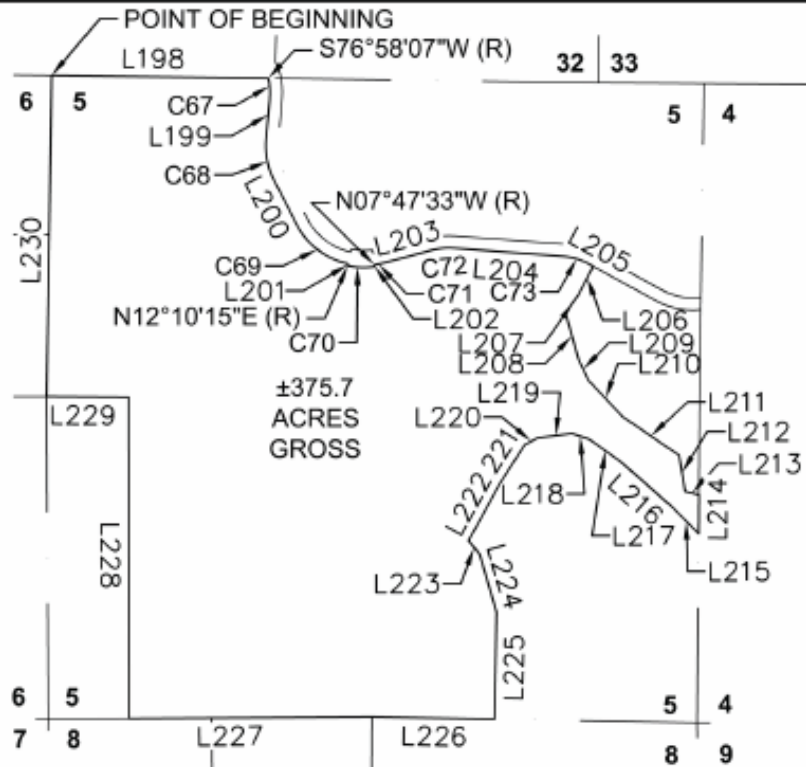 POINT OF BEGINNING
L198
S76°58'07"W (R)
32
33
6
5
C67
5
4
L199
C68
L200
N07°47'33"W (R)
L203
L205
L230
C69
C72
L204
L201
C71
C73
N12°10'15"E (R)
L202
L206
C70
L207
L209
L208
L210
±375.7
ACRES
GROSS
L219
L211
L229
L220
L212
L213
L222
221
L218
L216
L214
L217
L228
L223
L224
L215
L225
6
5
5
4
7
8
L227
L226
8
9